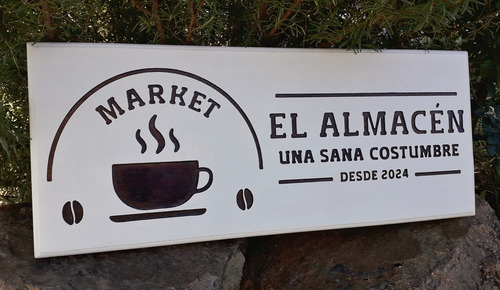 MARKET
EL ALMACÉN
UNA SANA COSTUMBRE
DESDE 2024